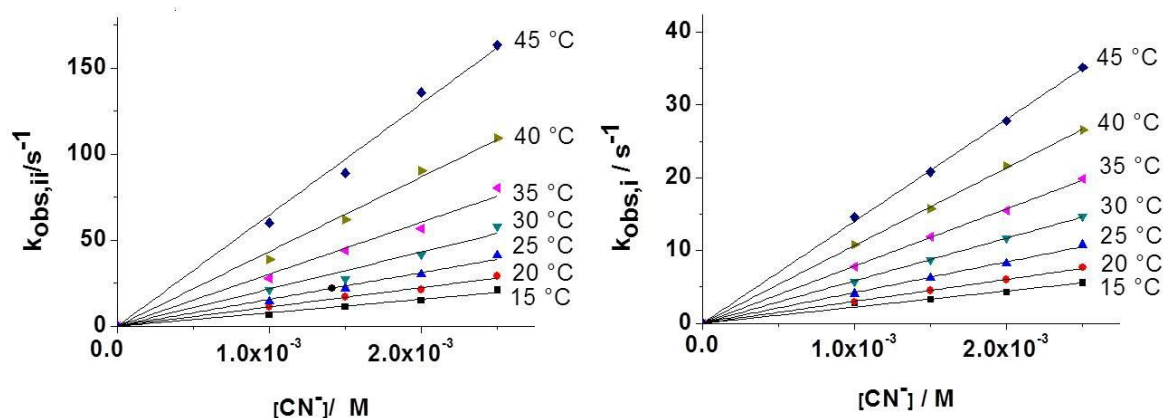 kobs,ii/s⁻¹
150
100
50
0
45 °C
40 °C
35 °C
30 °C
25 °C
20 °C
15 °C
0.0 1.0x10⁻³ 2.0x10⁻³
[CN⁻]/ M
kobs,i / s⁻¹
40
30
20
10
0
45 °C
40 °C
35 °C
30 °C
25 °C
20 °C
15 °C
0.0 1.0x10⁻³ 2.0x10⁻³
[CN⁻] / M